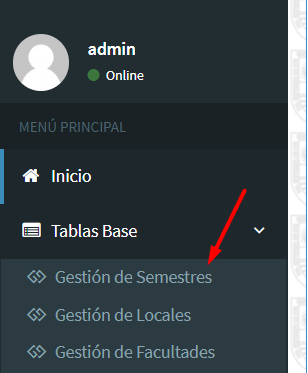 admin
Online
MENÚ PRINCIPAL
Inicio
Tablas Base
Gestión de Semestres
Gestión de Locales
Gestión de Facultades